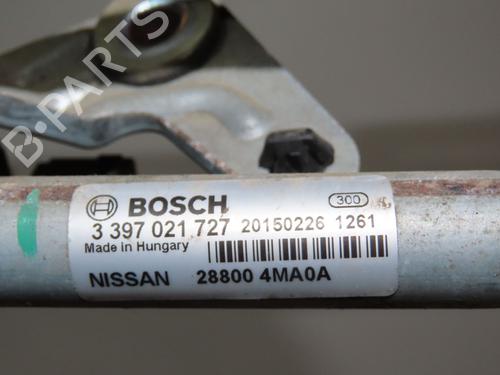 B-PARTS
BOSCH 300
3 397 021 727 20150226 1261
Made in Hungary
NISSAN 28800 4MA0A